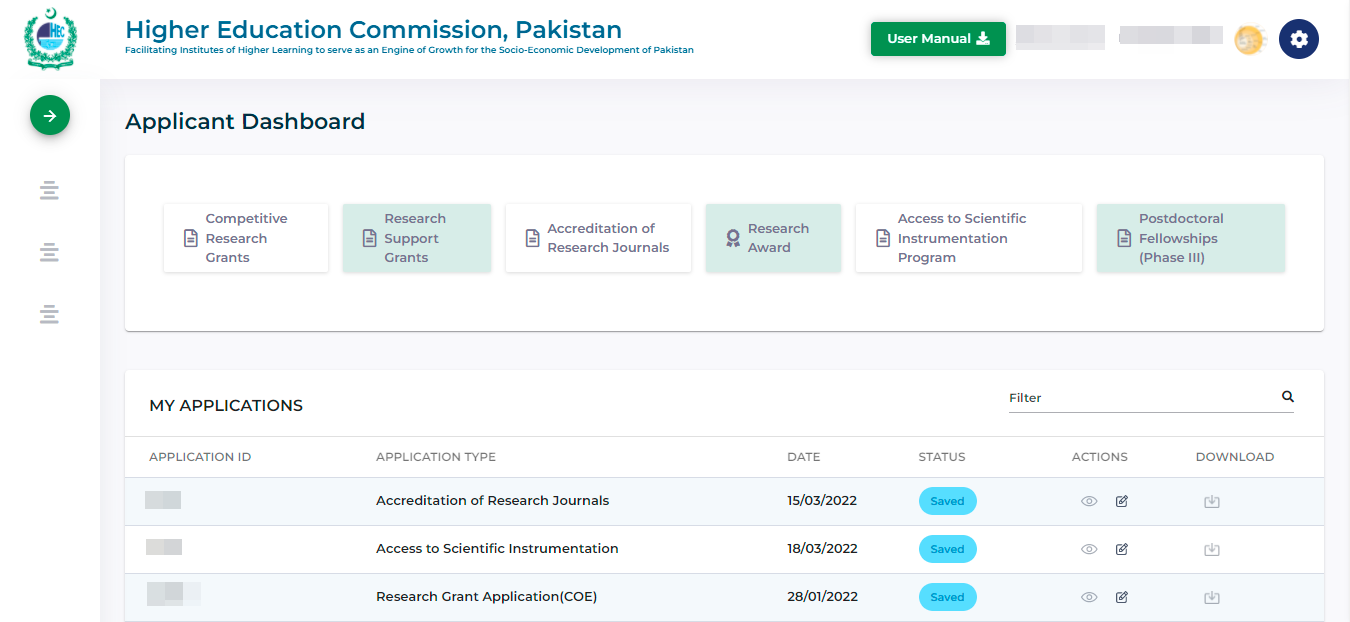 HEC
Higher Education Commission, Pakistan
Facilitating Institutes of Higher Learning to serve as an Engine of Growth for the Socio-Economic Development of Pakistan
User Manual
Applicant Dashboard
Competitive
Research
Grants
Research
Support
Grants
Accreditation of
Research Journals
Research
Award
Access to Scientific
Instrumentation
Program
Postdoctoral
Fellowships
(Phase III)
MY APPLICATIONS
Filter
APPLICATION ID APPLICATION TYPE DATE STATUS ACTIONS DOWNLOAD
Accreditation of Research Journals 15/03/2022 Saved
Access to Scientific Instrumentation 18/03/2022 Saved
Research Grant Application(COE) 28/01/2022 Saved